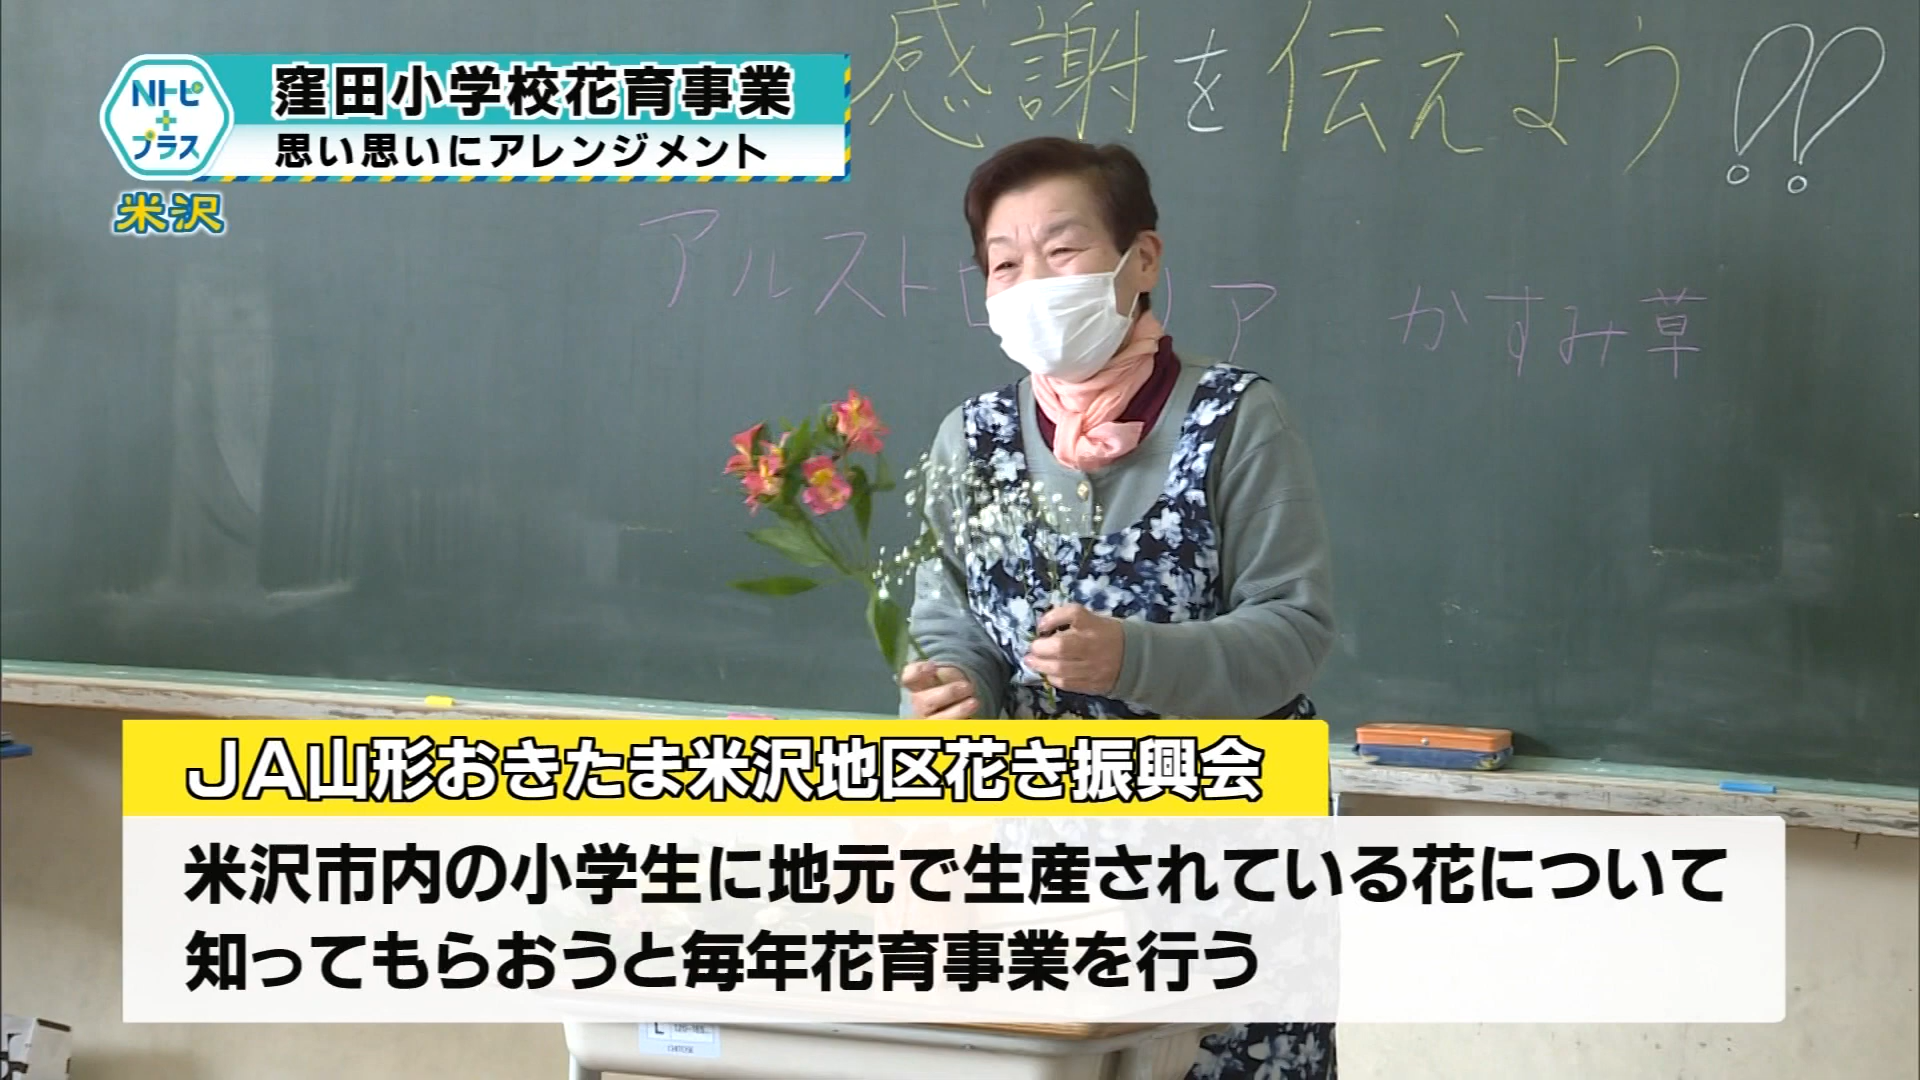 Nトピ
+
プラス
米沢
窪田小学校花育事業
思い思いにアレンジメント
感謝を伝えよう!!
アルストロ リア かすみ草
JA山形おきたま米沢地区花き振興会
米沢市内の小学生に地元で生産されている花について
知ってもらおうと毎年花育事業を行う
L